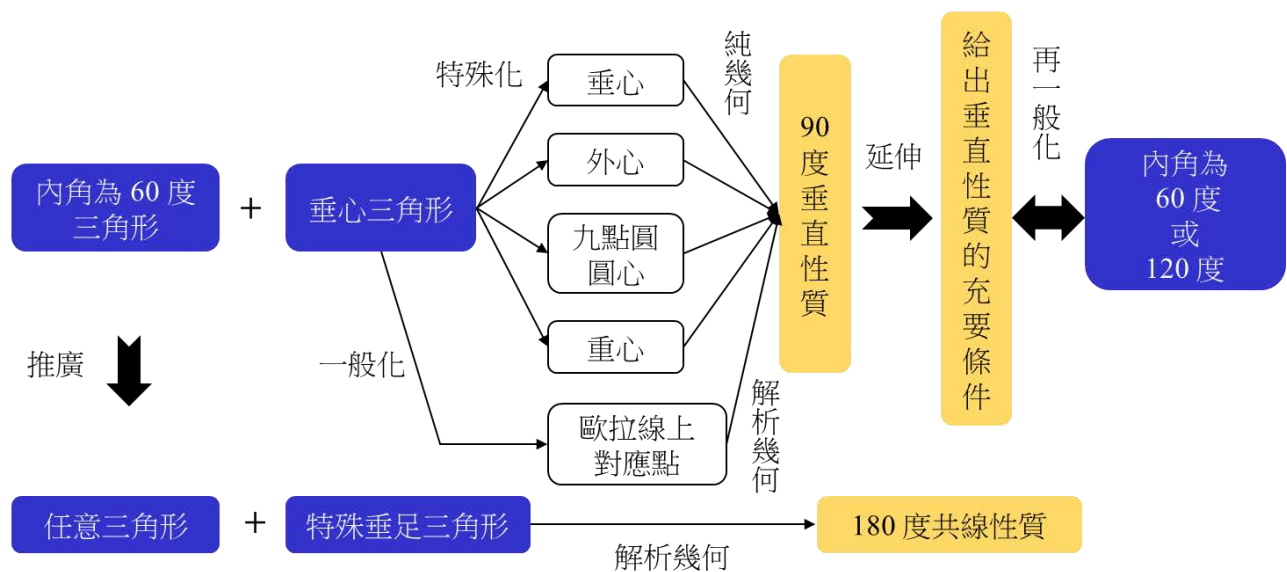 內角為 60 度
三角形
+
垂心三角形
特殊化
垂心
外心
九點圓
圓心
重心
純幾何
90
度
垂
直
性
質
延伸
給出垂直性質的充要條件
再一般化
內角為
60 度
或
120 度
推廣
一般化
歐拉線上
對應點
解析幾何
任意三角形
+
特殊垂足三角形
解析幾何
180 度共線性質